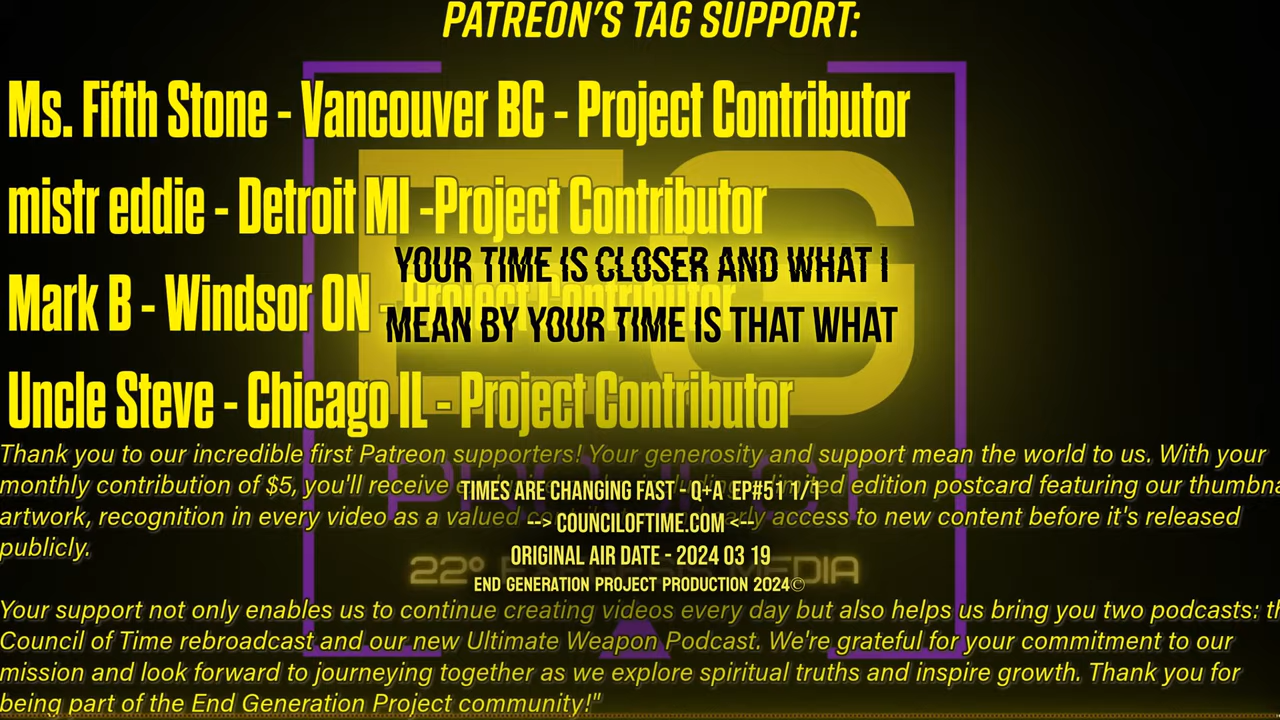 PATREON'S TAG SUPPORT:
Ms. Fifth Stone - Vancouver BC - Project Contributor
mistr eddie - Detroit MI -Project Contributor
Mark B - Windsor ON - Project Contributor
YOUR TIME IS CLOSER AND WHAT I
MEAN BY YOUR TIME IS THAT WHAT
Uncle Steve - Chicago IL - Project Contributor
Thank you to our incredible first Patreon supporters! Your generosity and support mean the world to us. With your
monthly contribution of $5, you'll receive limited edition postcard featuring our thumbna
artwork, recognition in every video as a valued early access to new content before it's released
publicly.
TIMES ARE CHANGING FAST - Q+A EP#51 1/1
--> COUNCILOFTIME.COM <--
ORIGINAL AIR DATE - 2024 03 19
END GENERATION PROJECT PRODUCTION 2024©
EG
PROJECT
22° MEDIA
Your support not only enables us to continue creating videos every day but also helps us bring you two podcasts: th
Council of Time rebroadcast and our new Ultimate Weapon Podcast. We're grateful for your commitment to our
mission and look forward to journeying together as we explore spiritual truths and inspire growth. Thank you for
being part of the End Generation Project community!"